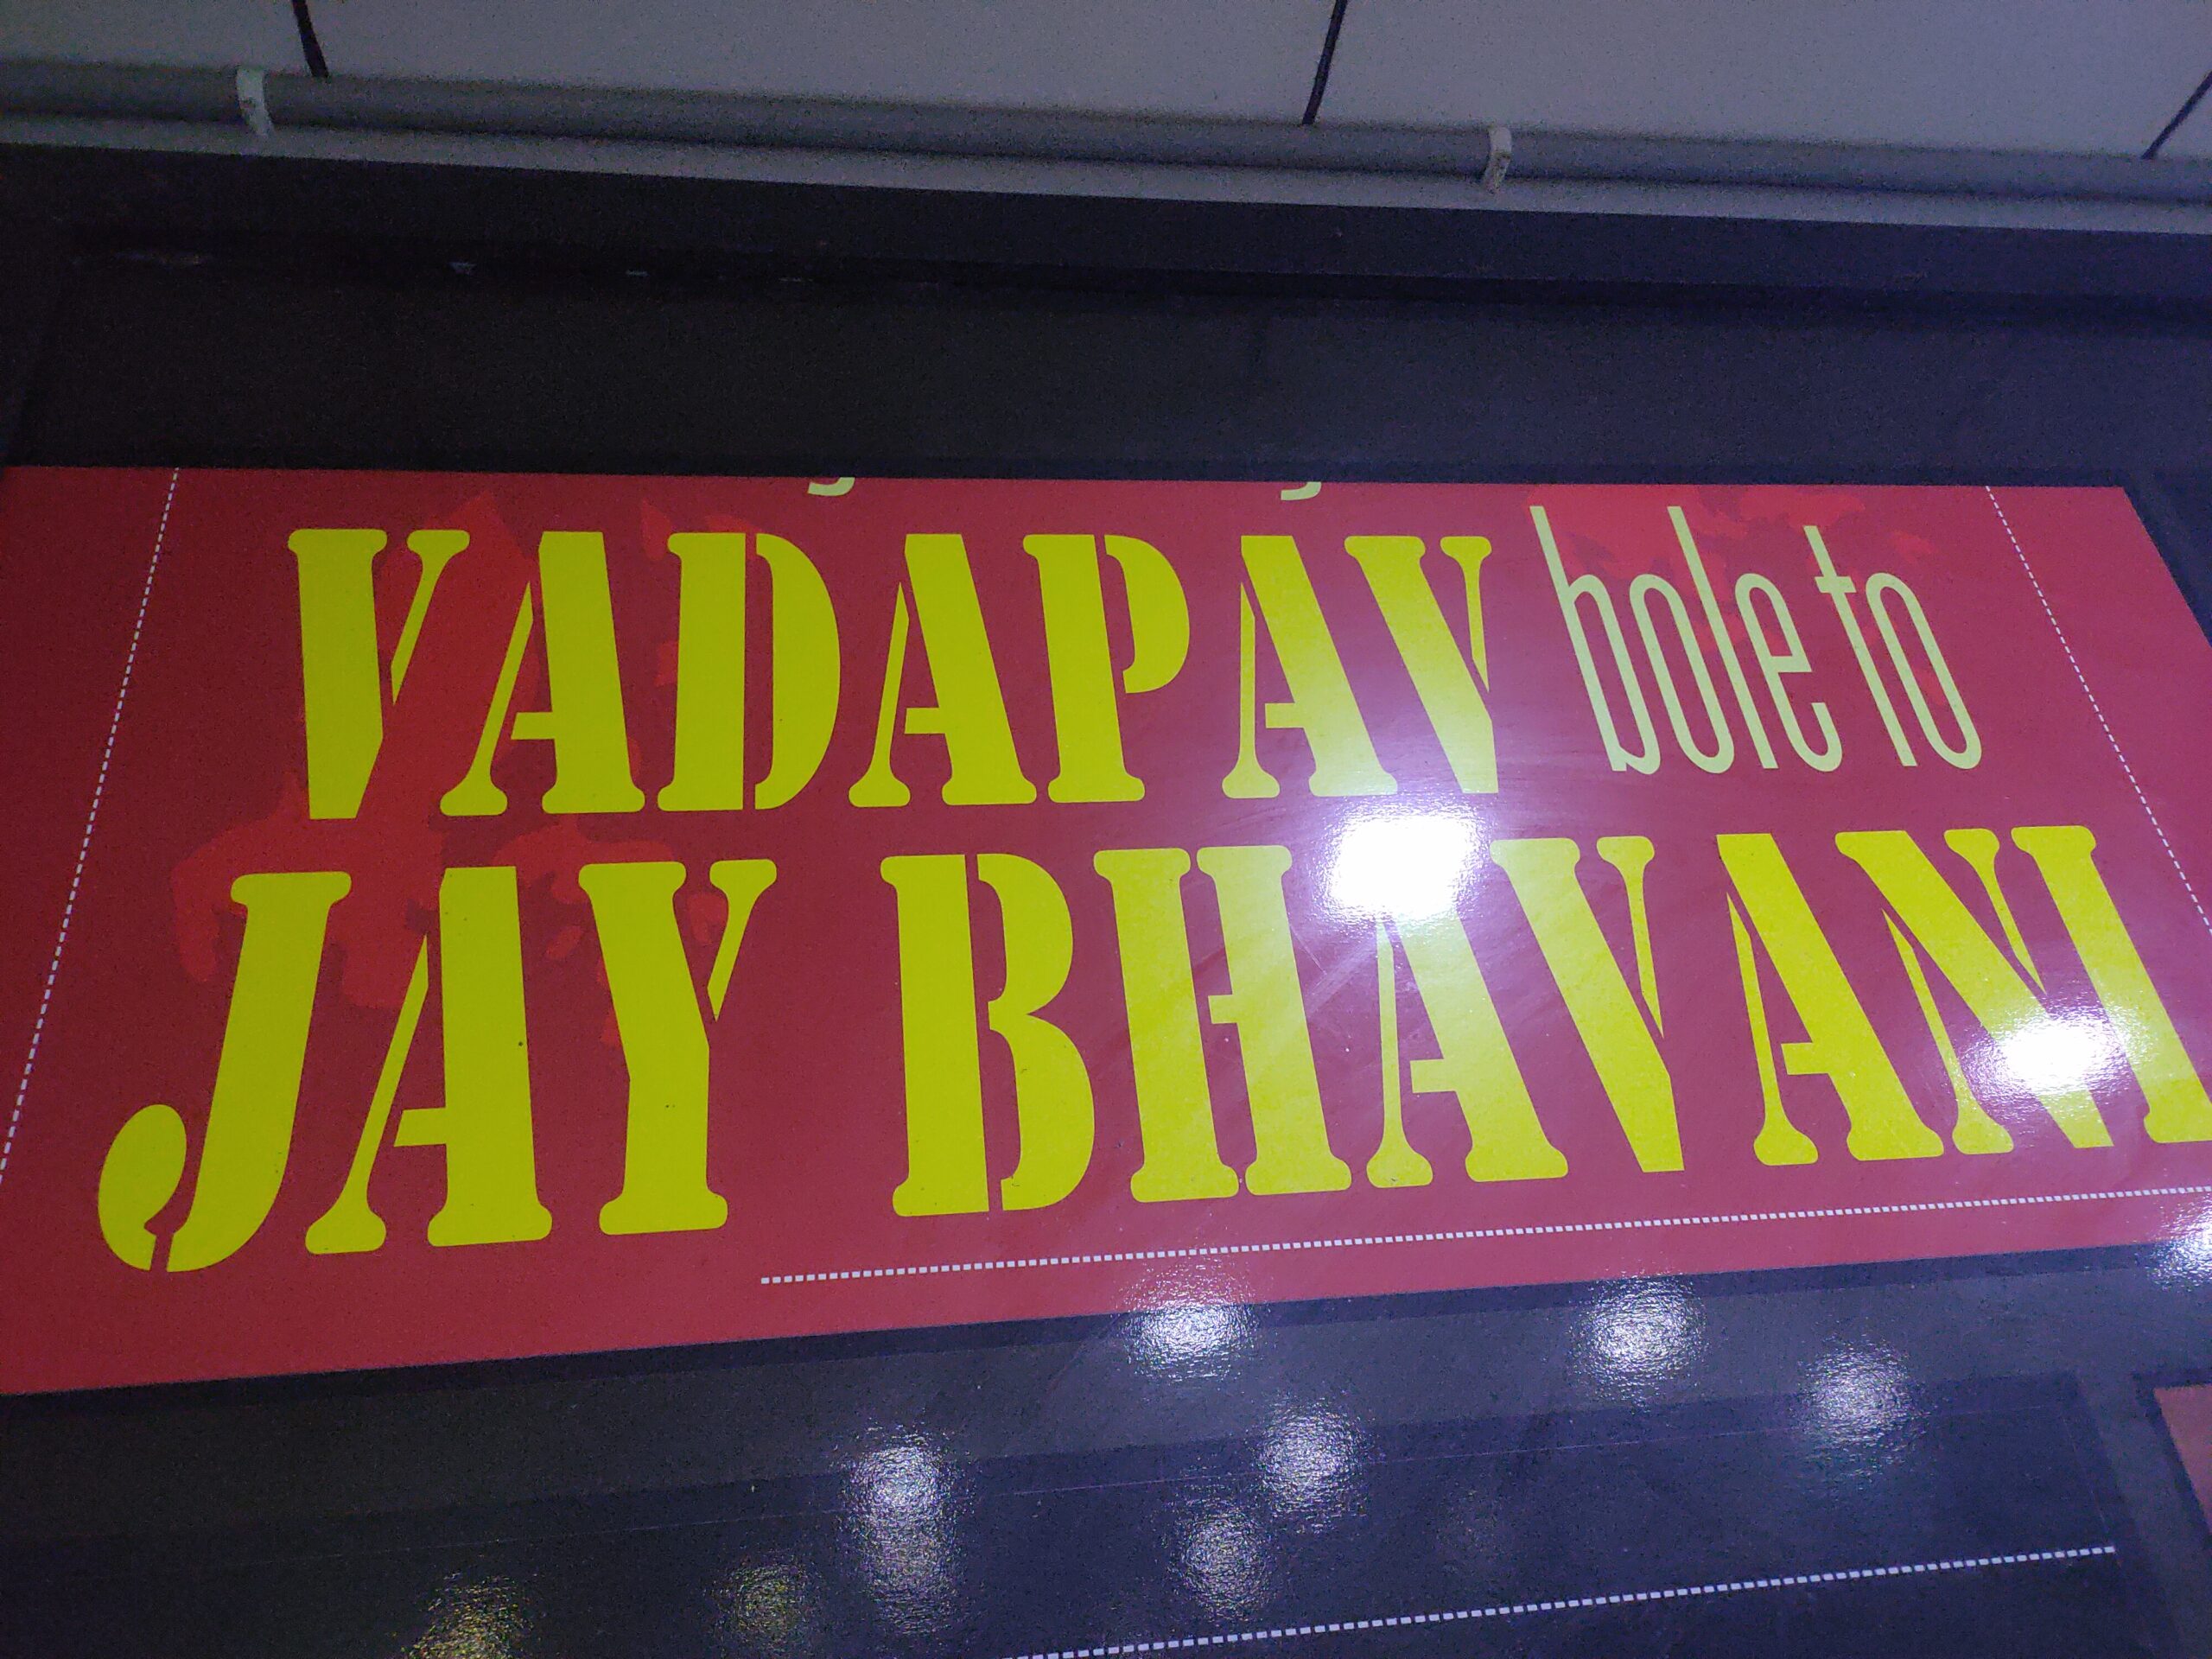 VADAPAV bole to
JAY BHAVANI